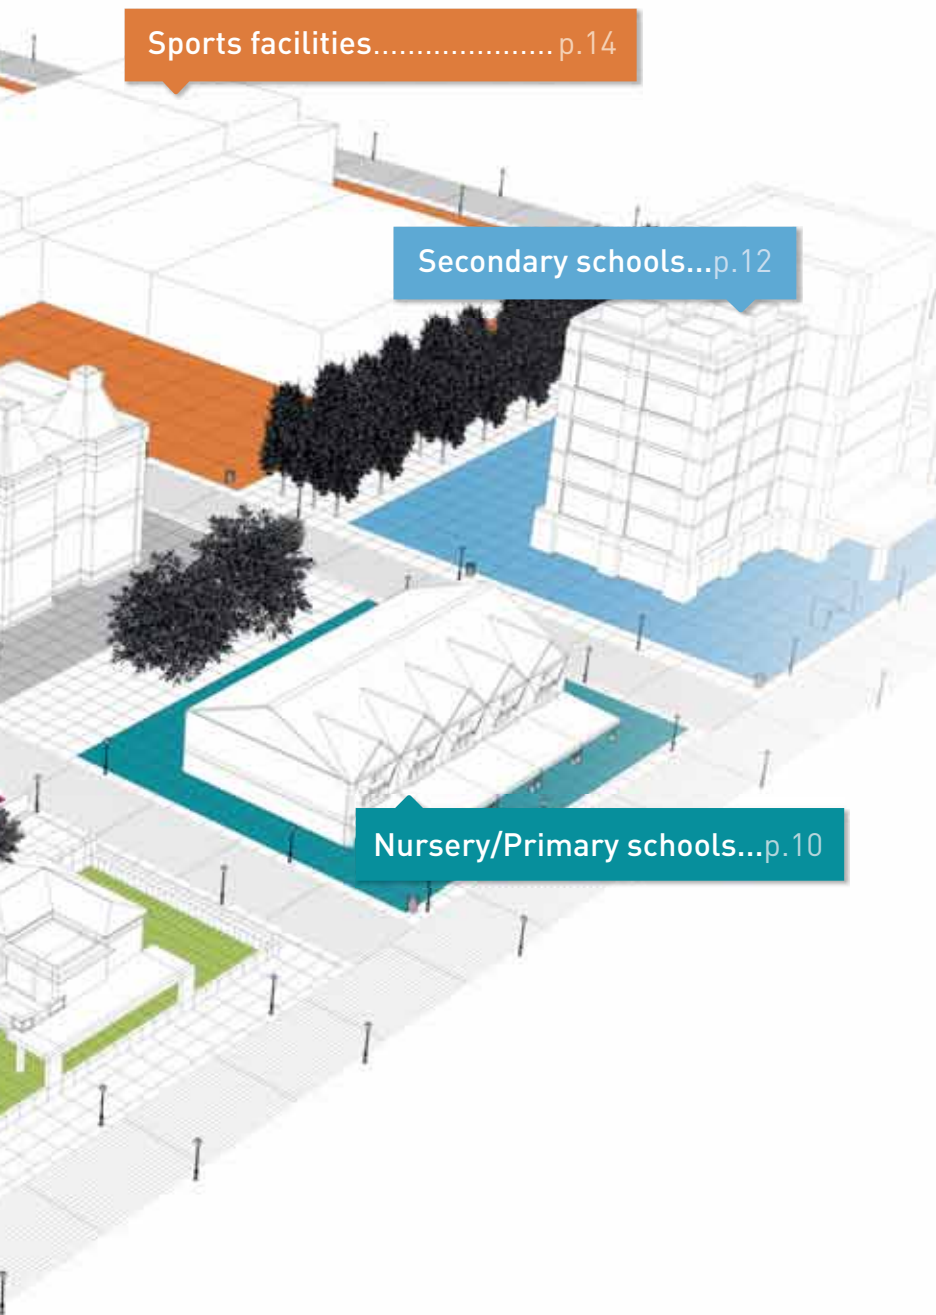 Sports facilities.....................p.14
Secondary schools...p.12
Nursery/Primary schools...p.10